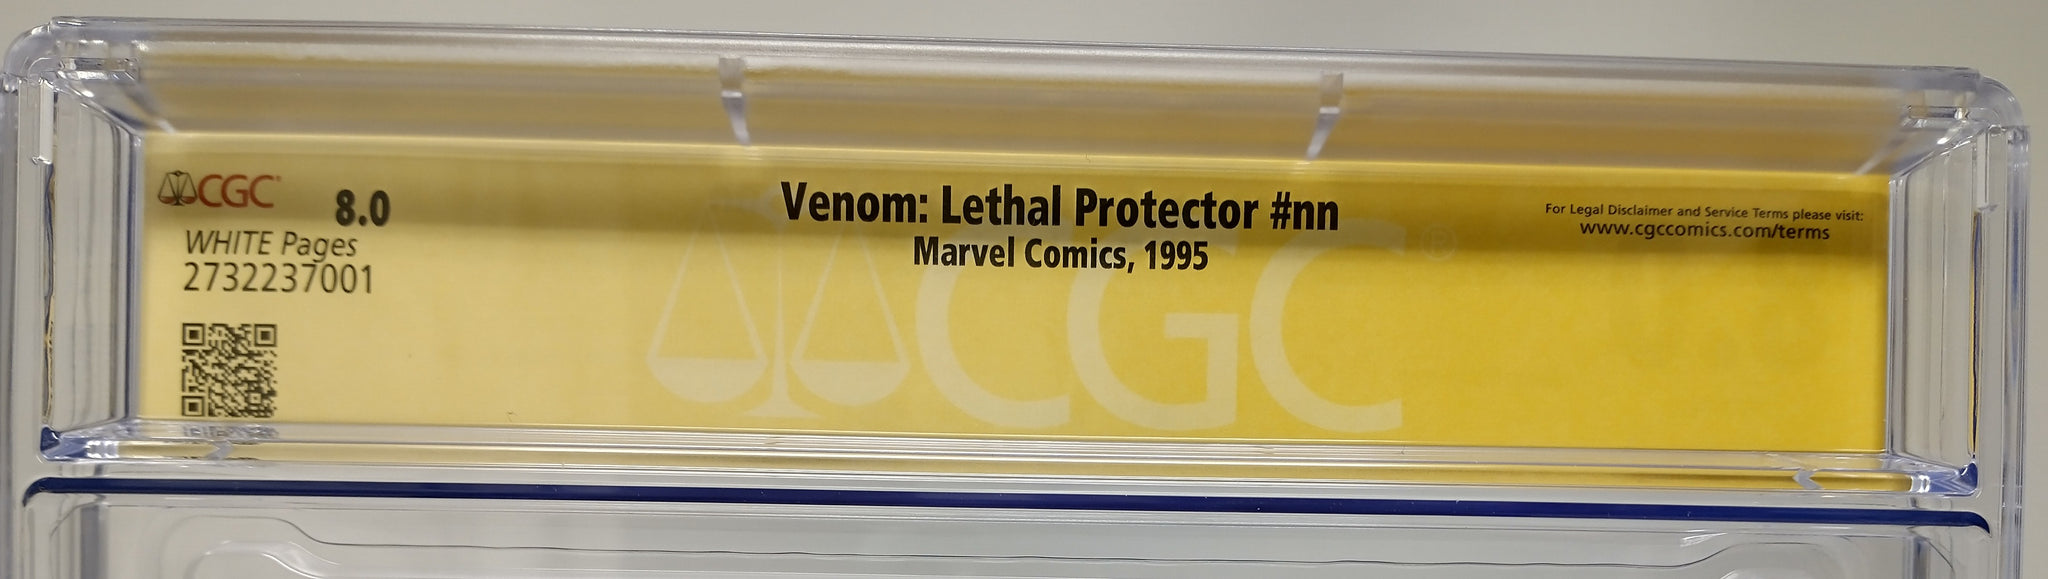 CGC® 8.0
WHITE Pages
2732237001
Venom: Lethal Protector #nn
Marvel Comics, 1995
For Legal Disclaimer and Service Terms please visit:
www.cgccomics.com/terms
CGC®